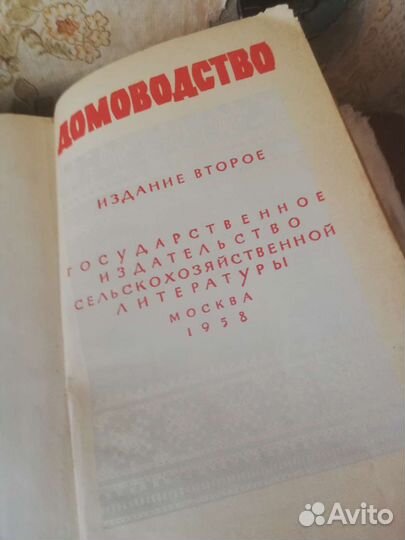 ДОМОВОДСТВО
ИЗДАНИЕ ВТОРОЕ
ГОСУДАРСТВЕННОЕ
ИЗДАТЕЛЬСТВО
СЕЛЬСКОХОЗЯЙСТВЕННОЙ
ЛИТЕРАТУРЫ
МОСКВА
1958
Avito